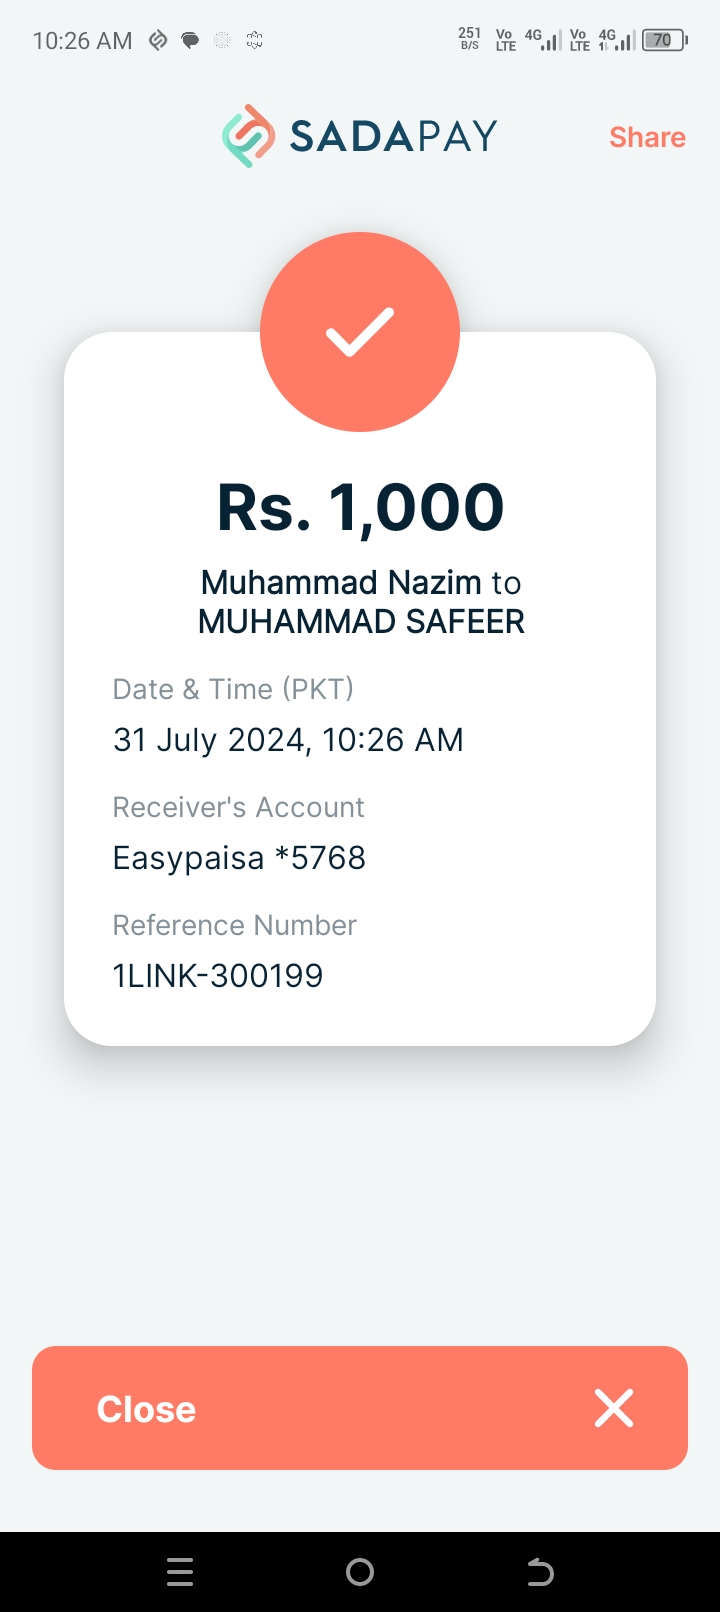 10:26 AM
251 B/S Vo LTE 4G Vo LTE 4G 70
SADAPAY
Share
Rs. 1,000
Muhammad Nazim to
MUHAMMAD SAFEER
Date & Time (PKT)
31 July 2024, 10:26 AM
Receiver's Account
Easypaisa *5768
Reference Number
1LINK-300199
Close